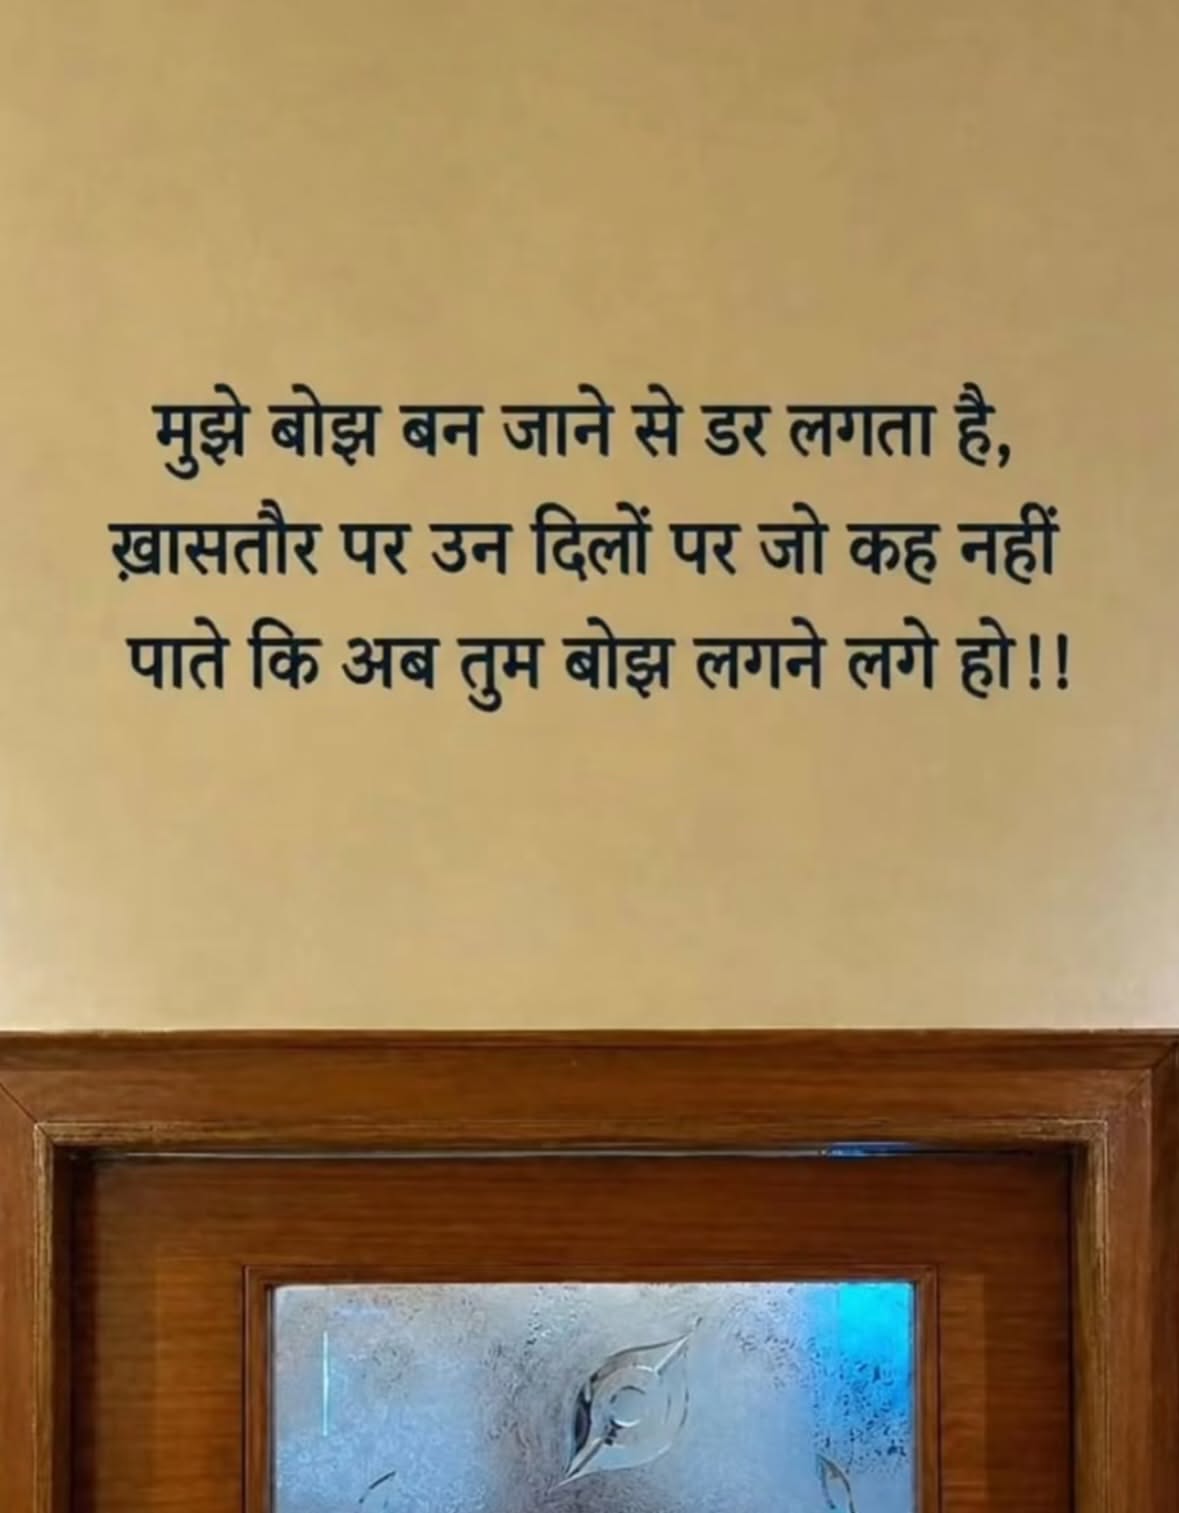 मुझे बोझ बन जाने से डर लगता है,
ख़ासतौर पर उन दिलों पर जो कह नहीं
पाते कि अब तुम बोझ लगने लगे हो!!